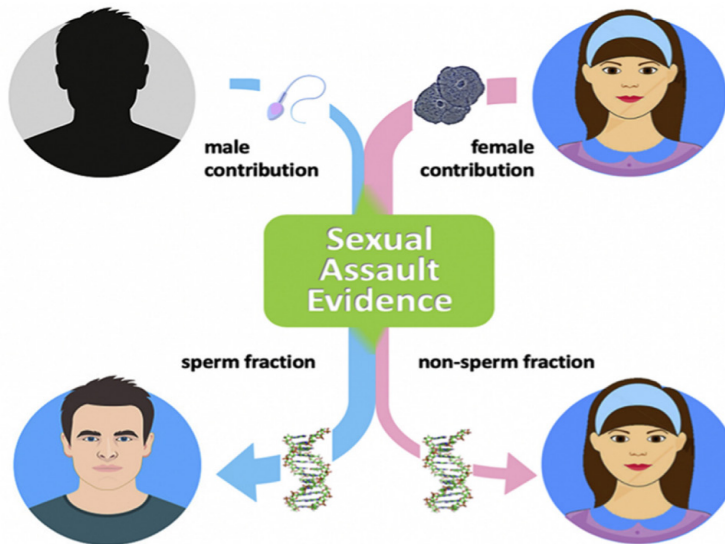 male
contribution
female
contribution
Sexual
Assault
Evidence
sperm fraction
non-sperm fraction